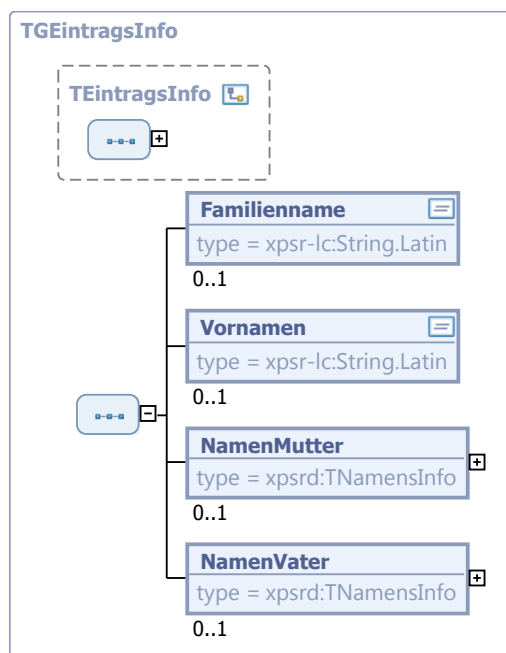 TGEintragsInfo
TEintragsInfo
Familienname
type = xpsr-lc:String.Latin
0..1
Vornamen
type = xpsr-lc:String.Latin
0..1
NamenMutter
type = xpsrd:TNamensInfo
0..1
NamenVater
type = xpsrd:TNamensInfo
0..1